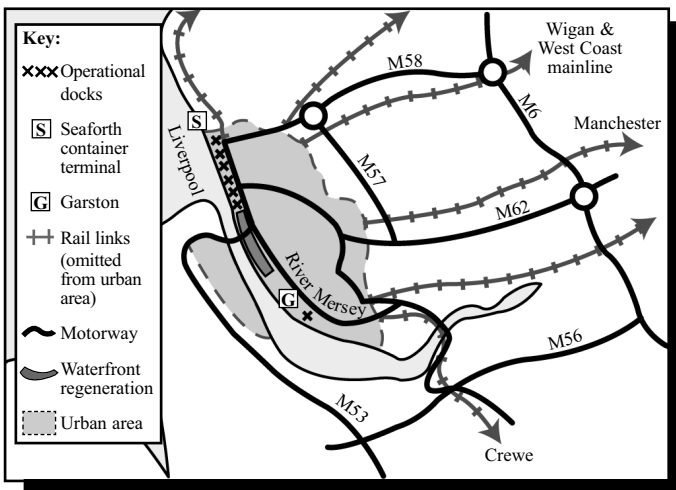 Key:
Operational
docks
S
Seaforth
container
terminal
G
Garston
Rail links
(omitted
from urban
area)
Motorway
Waterfront
regeneration
Urban area
Wigan &
West Coast
mainline
M58
M6
Manchester
S
Liverpool
M57
M62
River Mersey
G
M56
M53
Crewe